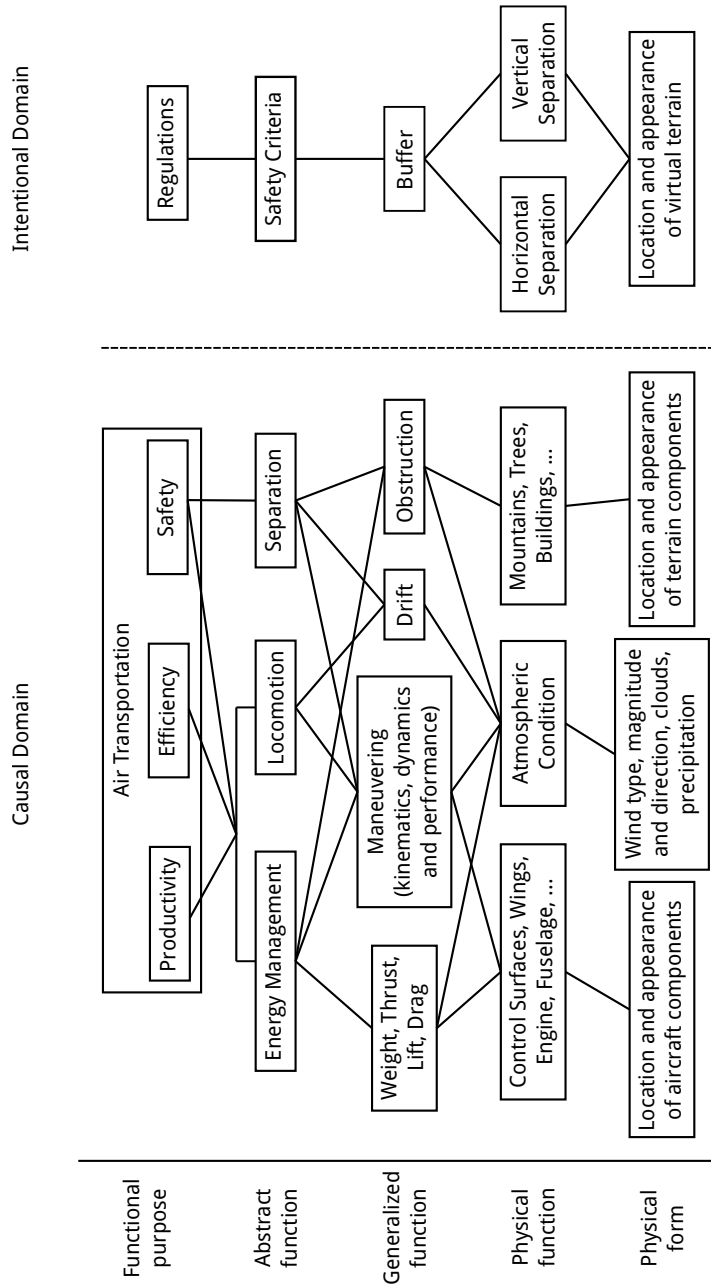 Causal Domain
Intentional Domain
Functional
purpose
Air Transportation
Productivity
Efficiency
Safety
Regulations
Abstract
function
Energy Management
Locomotion
Separation
Safety Criteria
Generalized
function
Weight, Thrust,
Lift, Drag
Maneuvering
(kinematics, dynamics
and performance)
Drift
Obstruction
Buffer
Physical
function
Control Surfaces, Wings,
Engine, Fuselage, ...
Atmospheric
Condition
Mountains, Trees,
Buildings, ...
Horizontal
Separation
Vertical
Separation
Physical
form
Location and appearance
of aircraft components
Wind type, magnitude
and direction, clouds,
precipitation
Location and appearance
of terrain components
Location and appearance
of virtual terrain